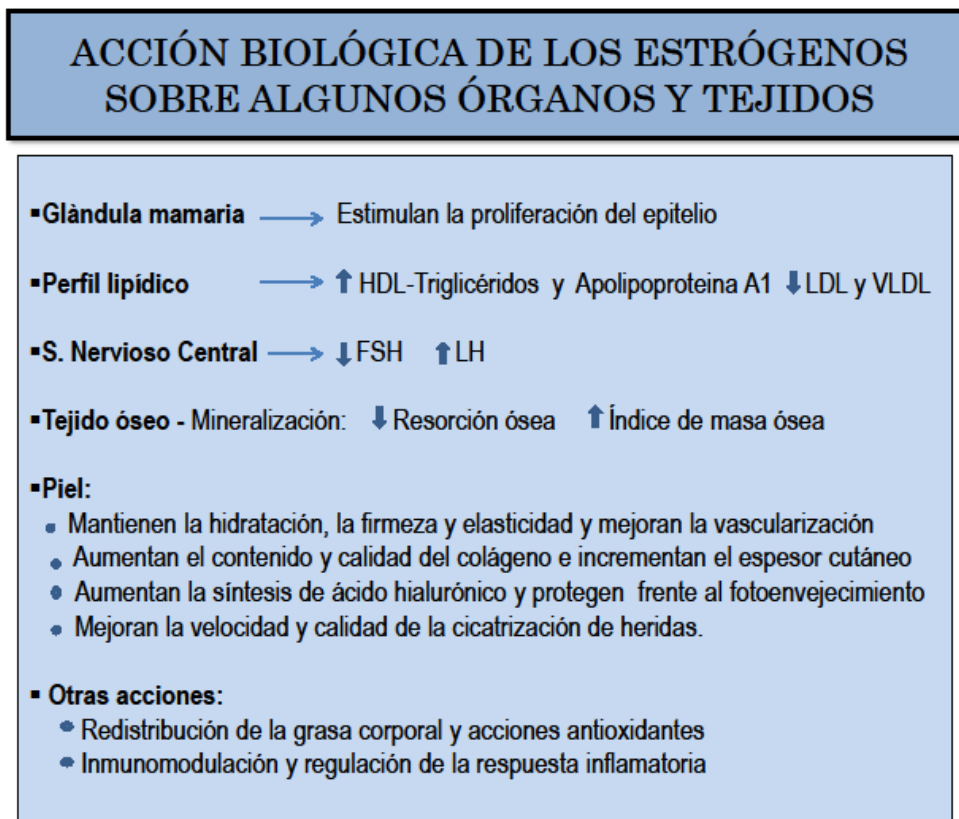 ACCIÓN BIOLÓGICA DE LOS ESTRÓGENOS
SOBRE ALGUNOS ÓRGANOS Y TEJIDOS
▪Glàndula mamaria → Estimulan la proliferación del epitelio
▪Perfil lipídico → ↑ HDL-Triglicéridos y Apolipoproteina A1 ↓ LDL y VLDL
▪S. Nervioso Central → ↓ FSH ↑ LH
▪Tejido óseo - Mineralización: ↓ Resorción ósea ↑ Índice de masa ósea
▪Piel:
• Mantienen la hidratación, la firmeza y elasticidad y mejoran la vascularización
• Aumentan el contenido y calidad del colágeno e incrementan el espesor cutáneo
• Aumentan la síntesis de ácido hialurónico y protegen frente al fotoenvejecimiento
• Mejoran la velocidad y calidad de la cicatrización de heridas.
▪ Otras acciones:
• Redistribución de la grasa corporal y acciones antioxidantes
• Inmunomodulación y regulación de la respuesta inflamatoria